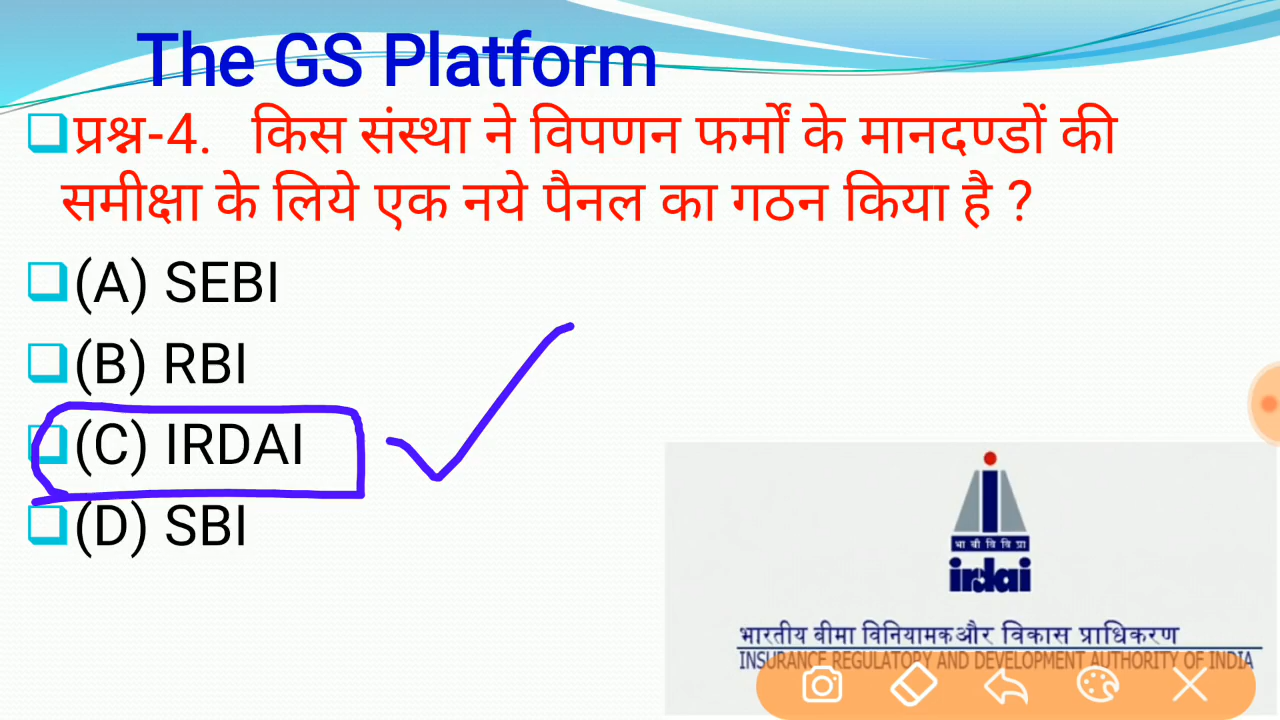 The GS Platform
प्रश्न-4. किस संस्था ने विपणन फर्मों के मानदण्डों की
समीक्षा के लिये एक नये पैनल का गठन किया है ?
(A) SEBI
(B) RBI
(C) IRDAI
(D) SBI
भा बी वि वि प्रा
irdai
भारतीय बीमा विनियामक और विकास प्राधिकरण
INSURANCE REGULATORY AND DEVELOPMENT AUTHORITY OF INDIA